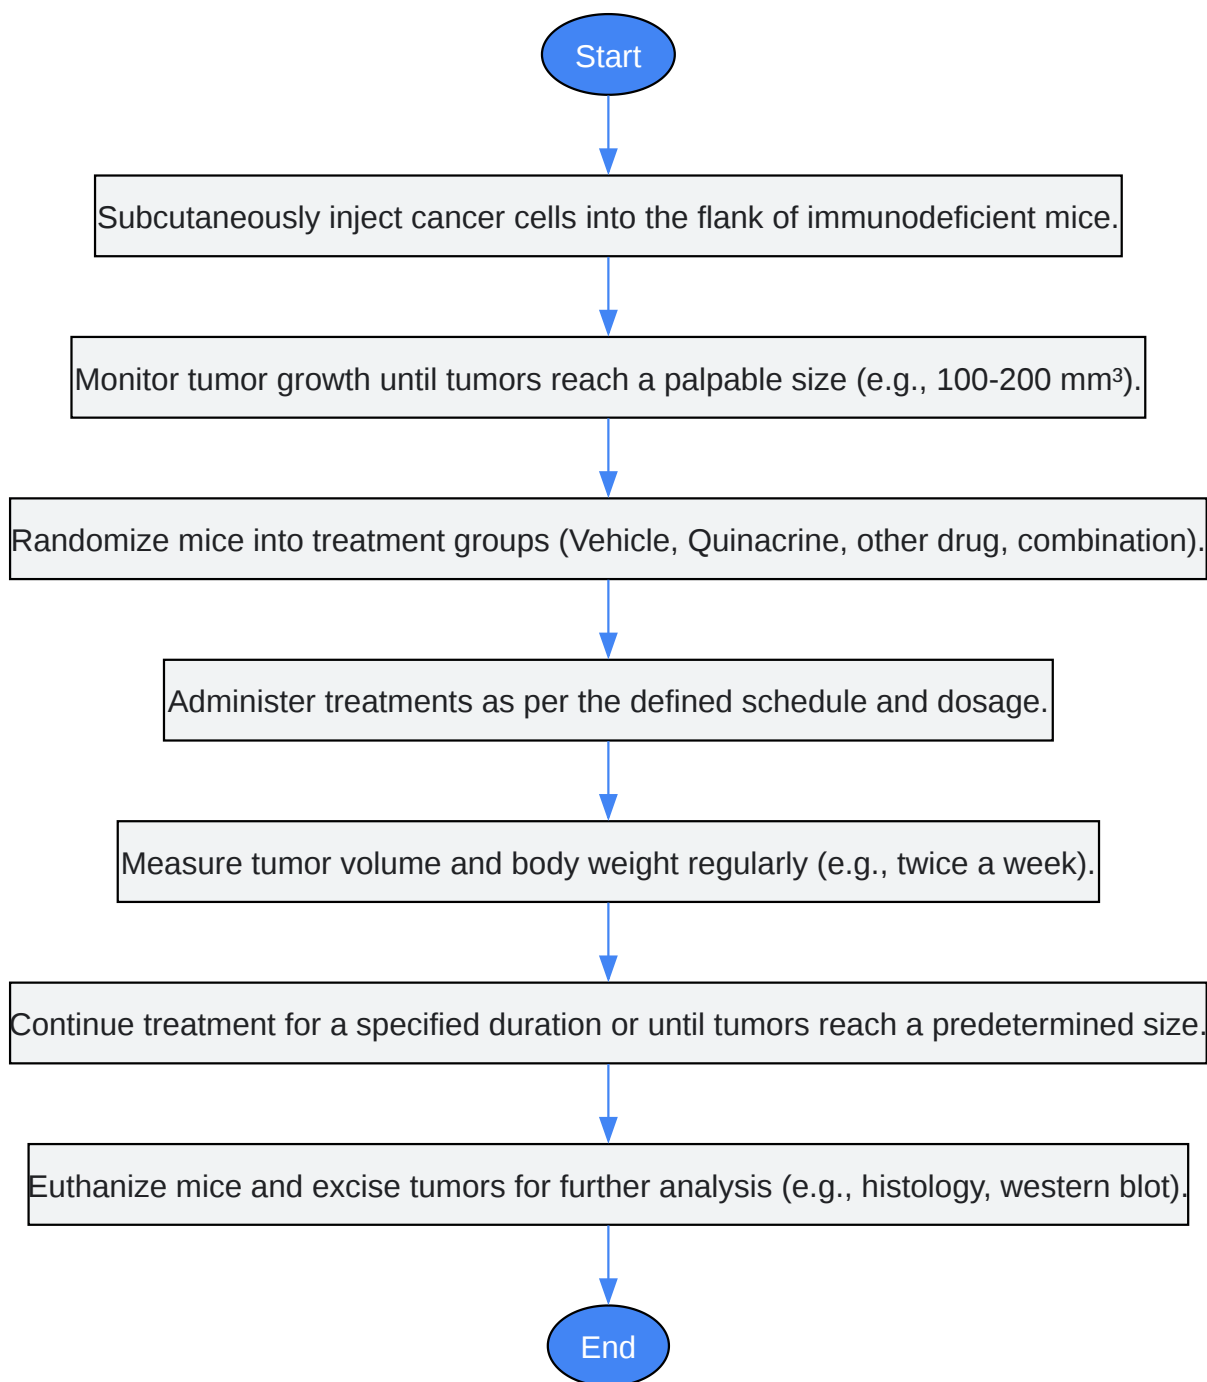 Start
Subcutaneously inject cancer cells into the flank of immunodeficient mice.
Monitor tumor growth until tumors reach a palpable size (e.g., 100-200 mm³).
Randomize mice into treatment groups (Vehicle, Quinacrine, other drug, combination).
Administer treatments as per the defined schedule and dosage.
Measure tumor volume and body weight regularly (e.g., twice a week).
Continue treatment for a specified duration or until tumors reach a predetermined size.
Euthanize mice and excise tumors for further analysis (e.g., histology, western blot).
End